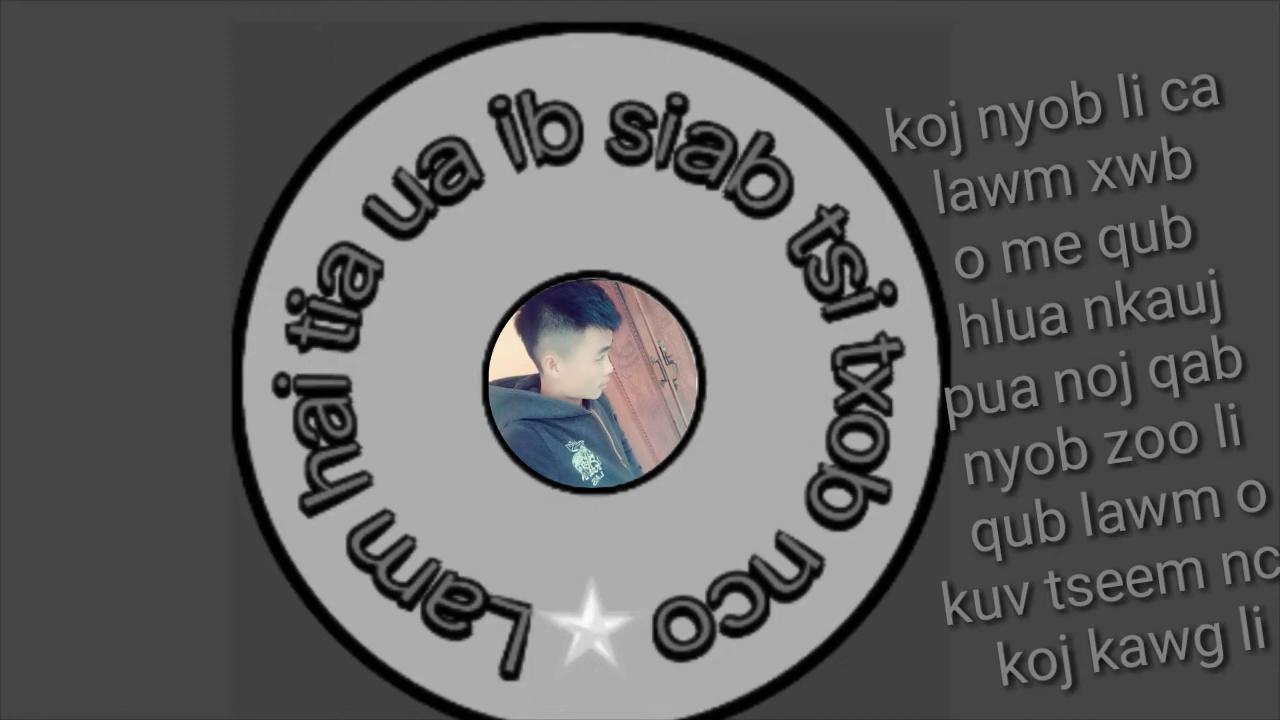 Lam hai tia ua ib siab tsi txob nco
koj nyob li ca
lawm xwb
o me qub
hlua nkauj
pua noj qab
nyob zoo li
qub lawm o
kuv tseem nc
koj kawg li